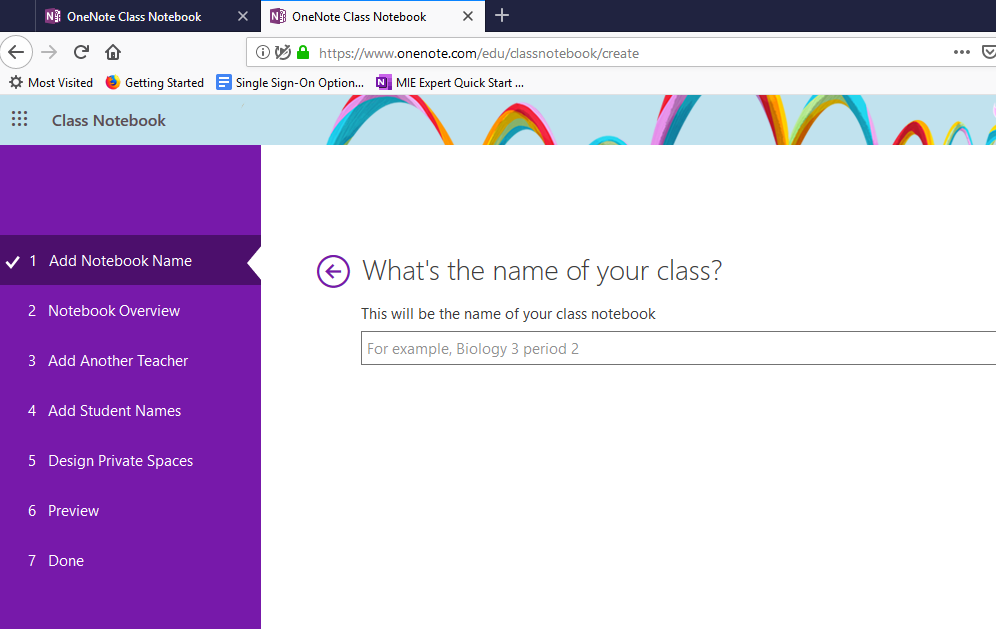 OneNote Class Notebook
OneNote Class Notebook
https://www.onenote.com/edu/classnotebook/create
Most Visited Getting Started Single Sign-On Option... MIE Expert Quick Start ...
Class Notebook
1 Add Notebook Name
2 Notebook Overview
3 Add Another Teacher
4 Add Student Names
5 Design Private Spaces
6 Preview
7 Done
What's the name of your class?
This will be the name of your class notebook
For example, Biology 3 period 2